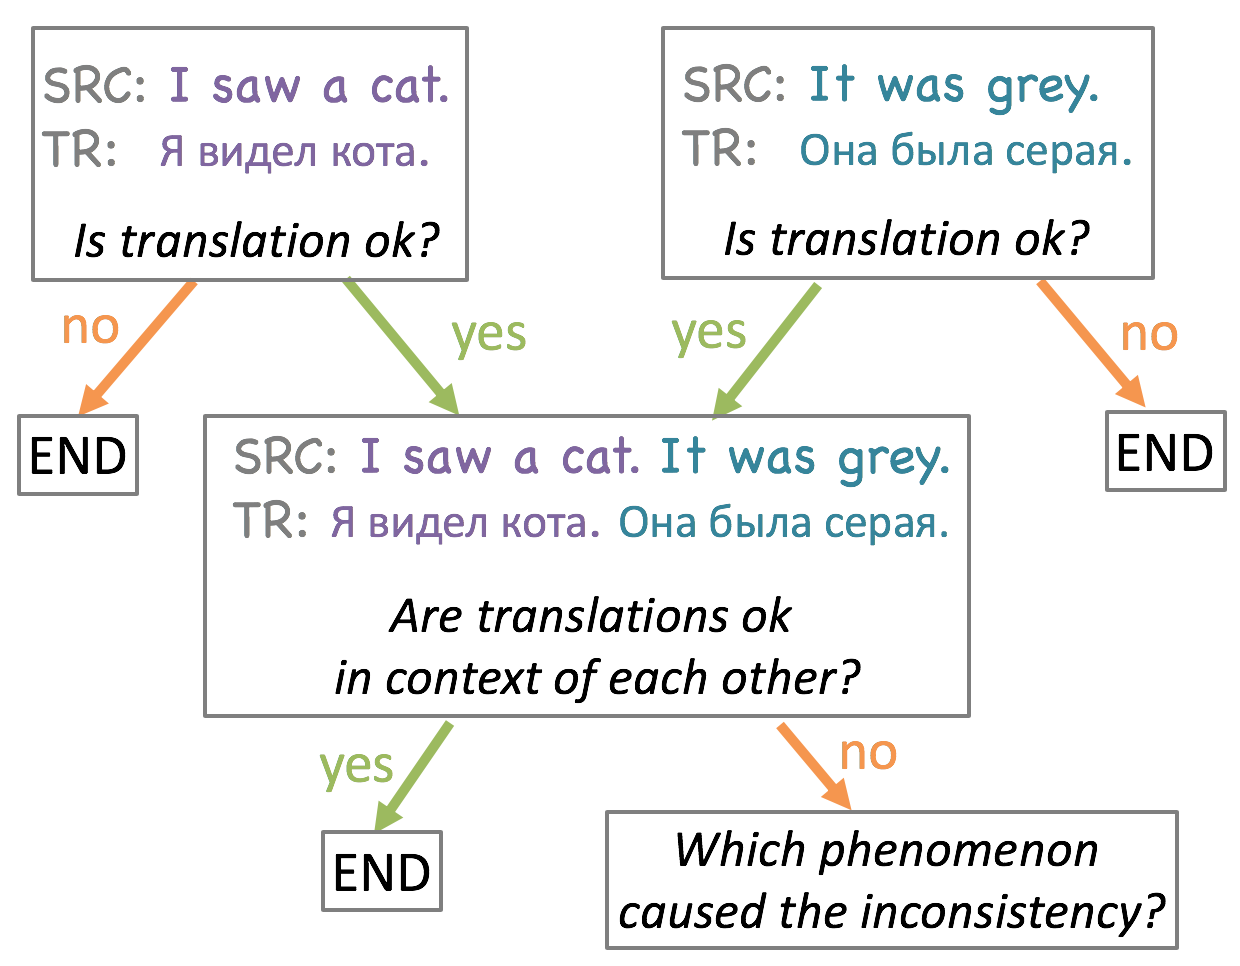 SRC: I saw a cat.
TR: Я видел кота.
Is translation ok?
SRC: It was grey.
TR: Она была серая.
Is translation ok?
no
yes
yes
no
END
SRC: I saw a cat. It was grey.
TR: Я видел кота. Она была серая.
Are translations ok
in context of each other?
END
yes
no
END
Which phenomenon
caused the inconsistency?